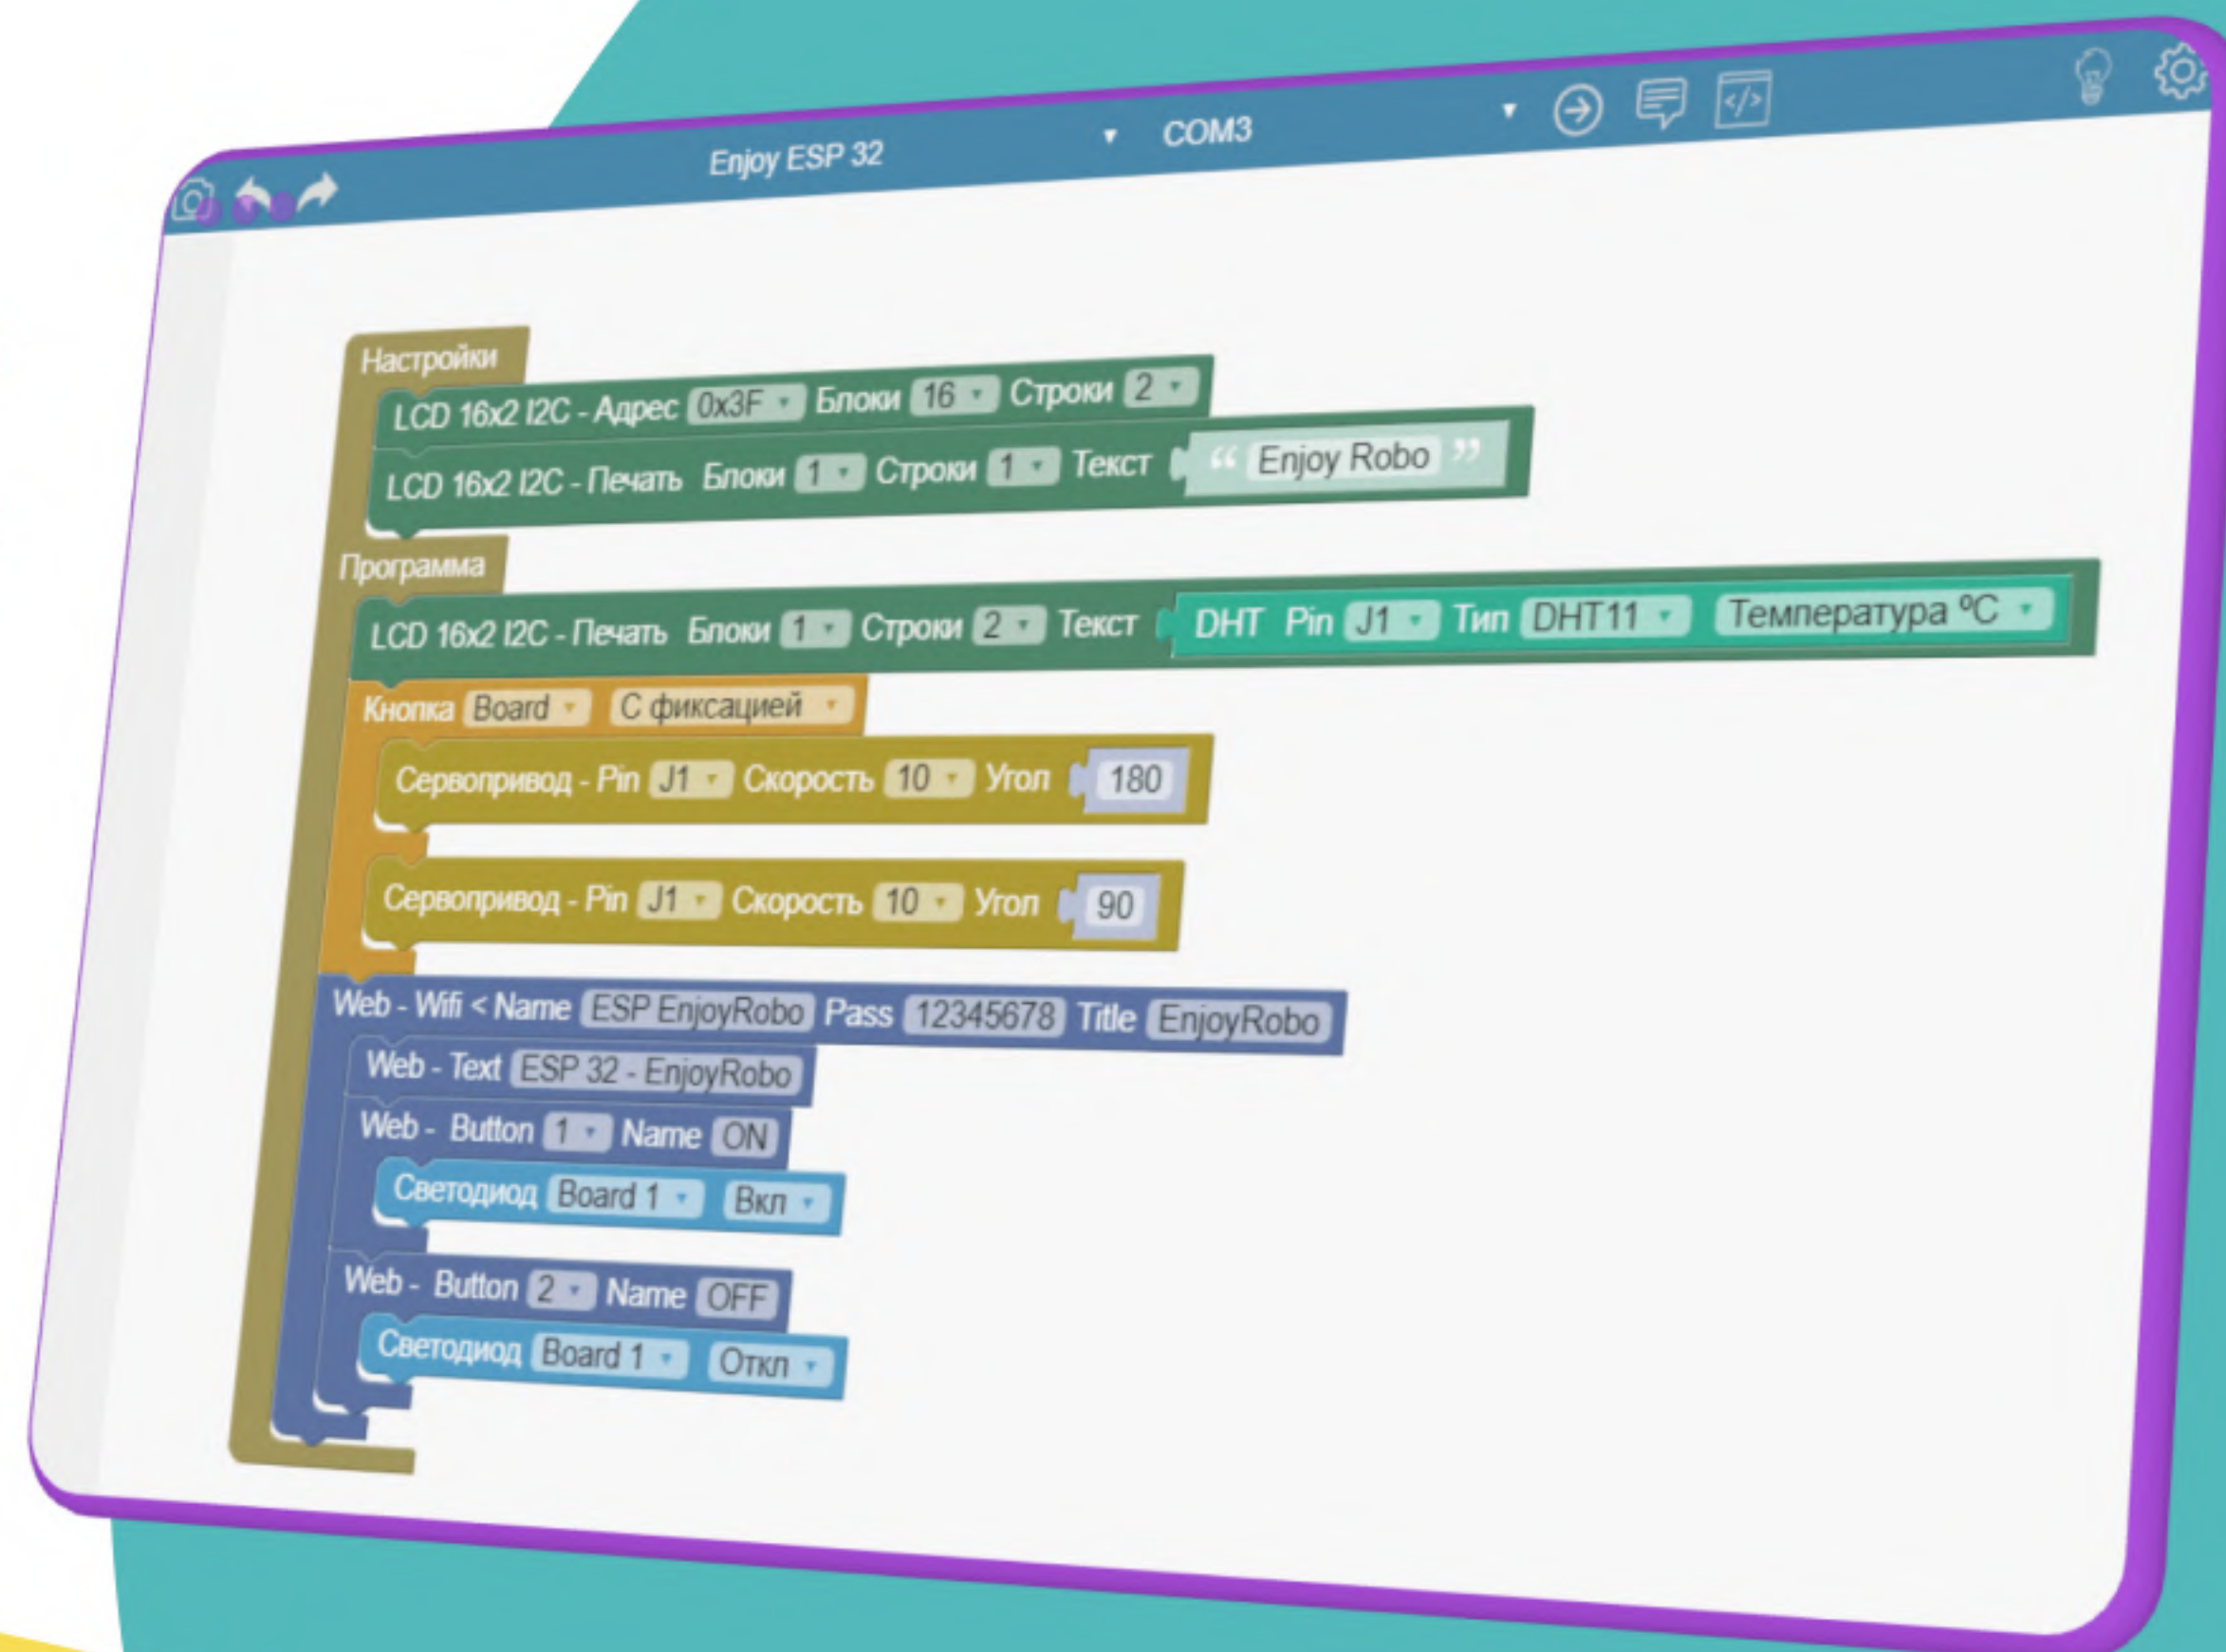 Enjoy ESP 32 COM3
Настройки
LCD 16x2 I2C - Адрес 0x3F Блоки 16 Строки 2
LCD 16x2 I2C - Печать Блоки 1 Строки 1 Текст “ Enjoy Robo ”
Программа
LCD 16x2 I2C - Печать Блоки 1 Строки 2 Текст DHT Pin J1 Тип DHT11 Температура ºC
Кнопка Board С фиксацией
Сервопривод - Pin J1 Скорость 10 Угол 180
Сервопривод - Pin J1 Скорость 10 Угол 90
Web - Wifi < Name ESP EnjoyRobo Pass 12345678 Title EnjoyRobo
Web - Text ESP 32 - EnjoyRobo
Web - Button 1 Name ON
Светодиод Board 1 Вкл
Web - Button 2 Name OFF
Светодиод Board 1 Откл